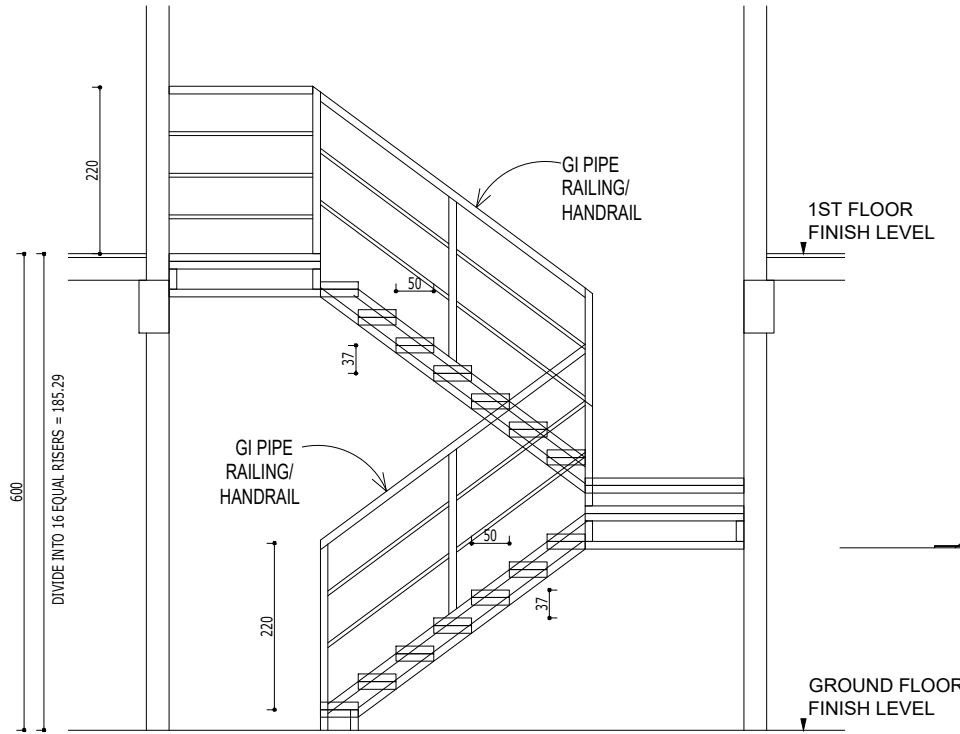 220
GI PIPE
RAILING/
HANDRAIL
1ST FLOOR
FINISH LEVEL
50
37
600
DIVIDE INTO 16 EQUAL RISERS = 185.29
GI PIPE
RAILING/
HANDRAIL
50
37
220
GROUND FLOOR
FINISH LEVEL